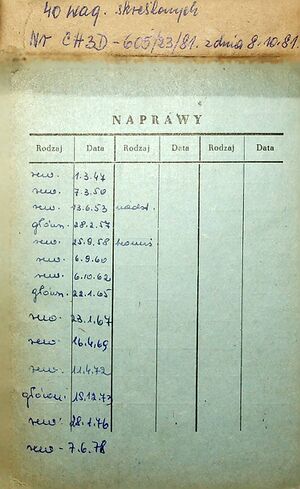 40 wag. skreślonych
Nr CH3D-605/23/81. z dnia 8.10.81.
NAPRAWY
Rodzaj Data Rodzaj Data Rodzaj Data
rew. 1.3.47
rew. 7.3.50
rew. 13.6.53 nadzw.
główn. 28.2.57
rew. 25.9.58
rew. 6.9.60
rew. 6.10.62
główn. 22.1.65
rew. 23.1.67
rew. 16.4.69
rew. 11.4.72
główn. 15.12.73
rew. 28.1.76
rew - 7.6.78